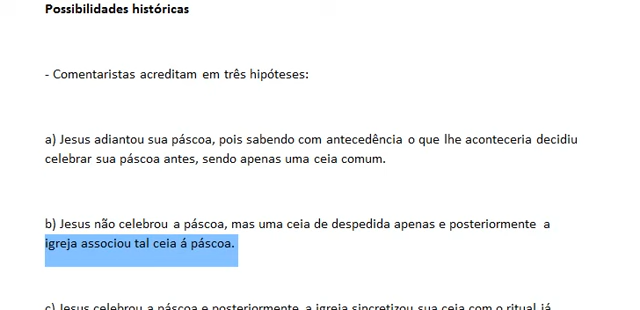 Possibilidades históricas
- Comentaristas acreditam em três hipóteses:
a) Jesus adiantou sua páscoa, pois sabendo com antecedência o que lhe aconteceria decidiu
celebrar sua páscoa antes, sendo apenas uma ceia comum.
b) Jesus não celebrou a páscoa, mas uma ceia de despedida apenas e posteriormente a
igreja associou tal ceia á páscoa.
c) Jesus celebrou a páscoa e posteriormente a igreja sincretizou sua ceia com o ritual já